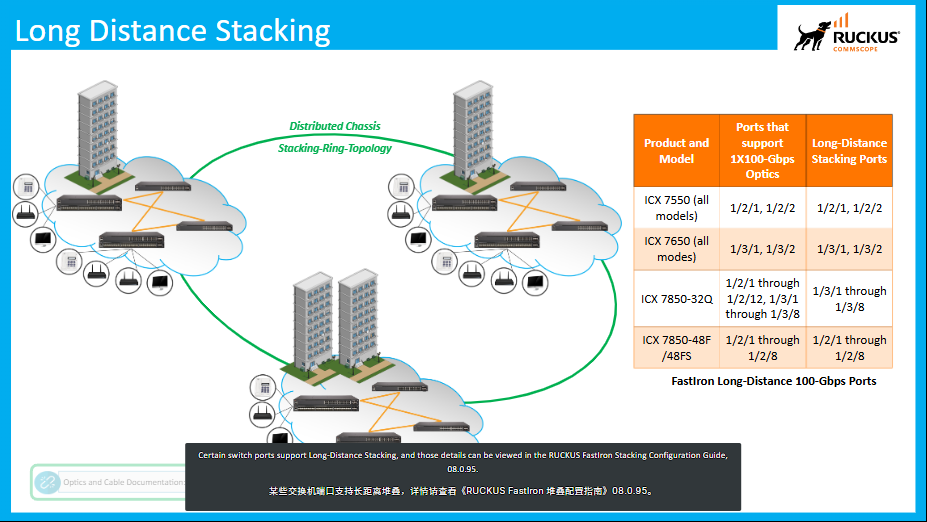 Long Distance Stacking
RUCKUS®
COMMSCOPE
Distributed Chassis
Stacking-Ring-Topology
Product and Model
Ports that support 1X100-Gbps Optics
Long-Distance Stacking Ports
ICX 7550 (all models)
1/2/1, 1/2/2
1/2/1, 1/2/2
ICX 7650 (all modes)
1/3/1, 1/3/2
1/3/1, 1/3/2
ICX 7850-32Q
1/2/1 through 1/2/12, 1/3/1 through 1/3/8
1/3/1 through 1/3/8
ICX 7850-48F /48FS
1/2/1 through 1/2/8
1/2/1 through 1/2/8
FastIron Long-Distance 100-Gbps Ports
Optics and Cable Documentation:
Certain switch ports support Long-Distance Stacking, and those details can be viewed in the RUCKUS FastIron Stacking Configuration Guide,
08.0.95.
某些交换机端口支持长距离堆叠，详情请查看《RUCKUS FastIron 堆叠配置指南》08.0.95。